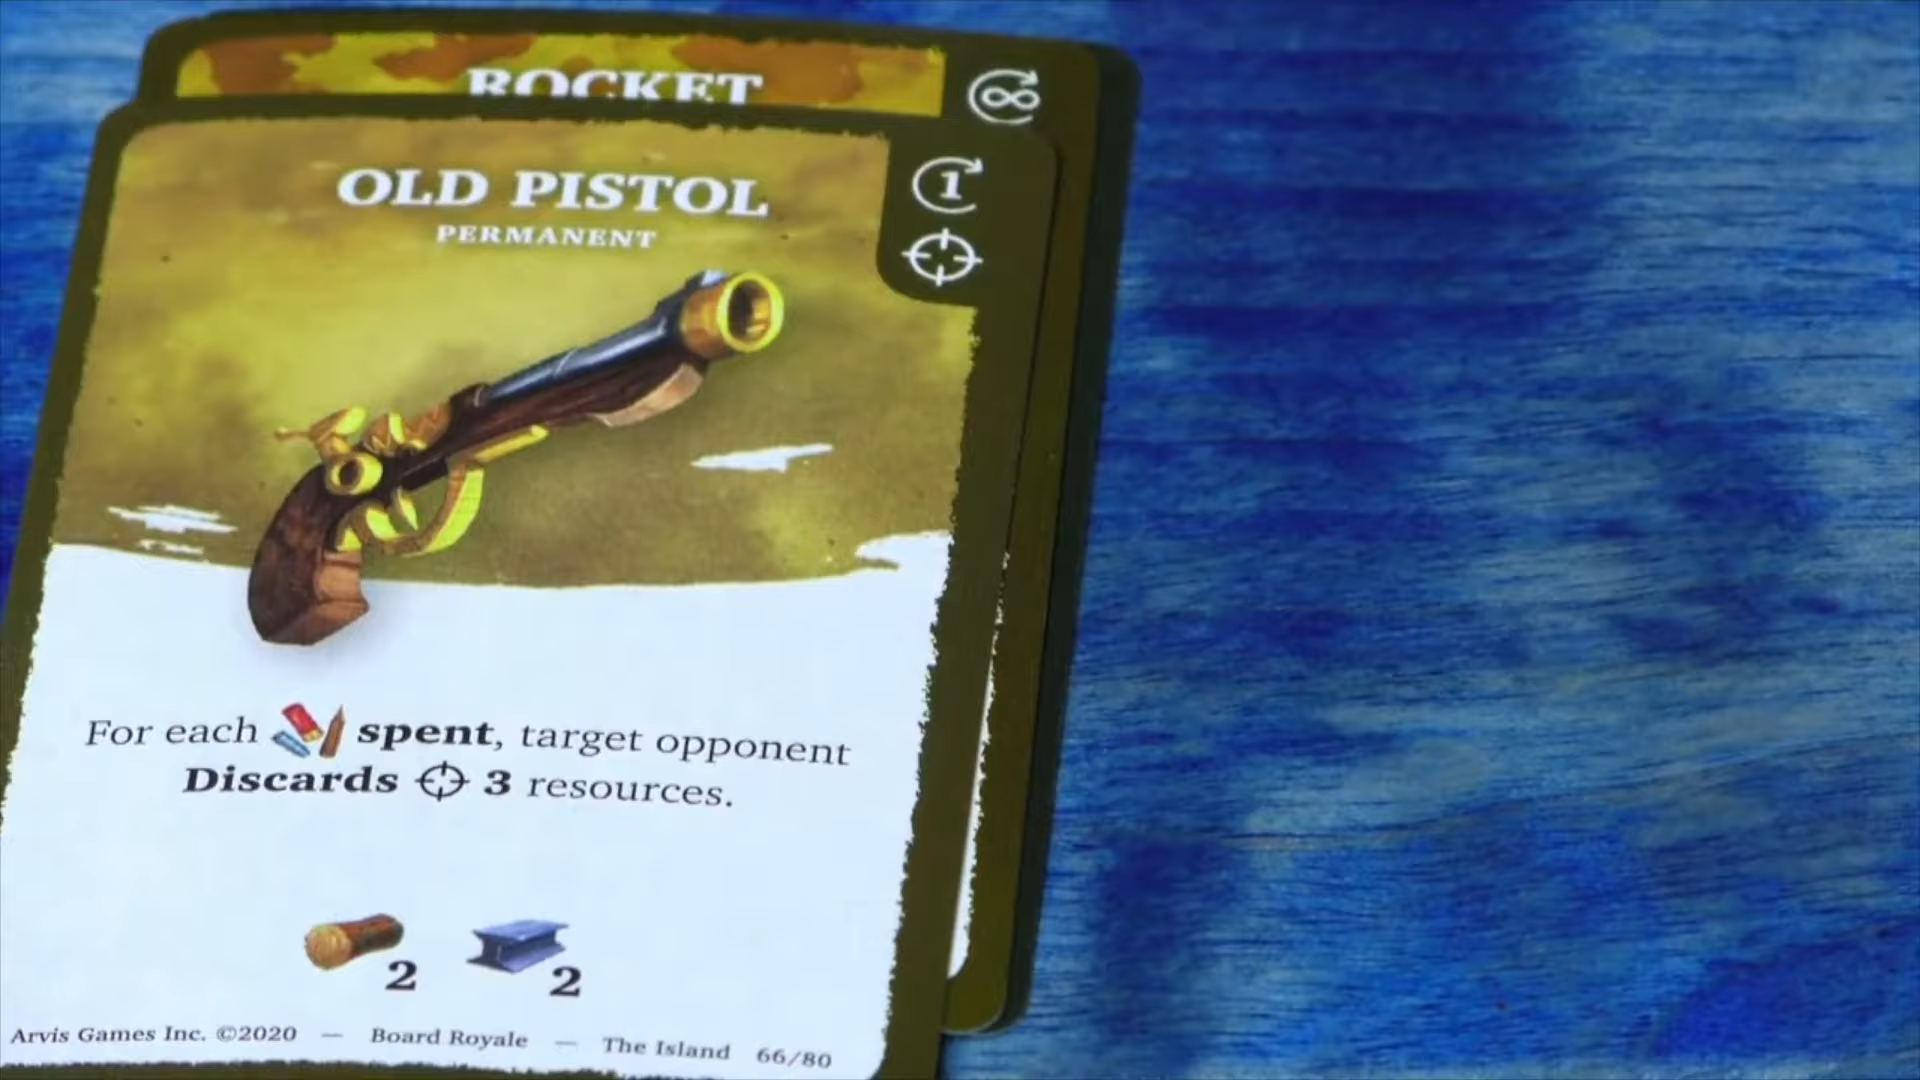 ROCKET
OLD PISTOL
1
PERMANENT
For each spent, target opponent
Discards 3 resources.
2 2
Arvis Games Inc. ©2020 — Board Royale — The Island 66/80